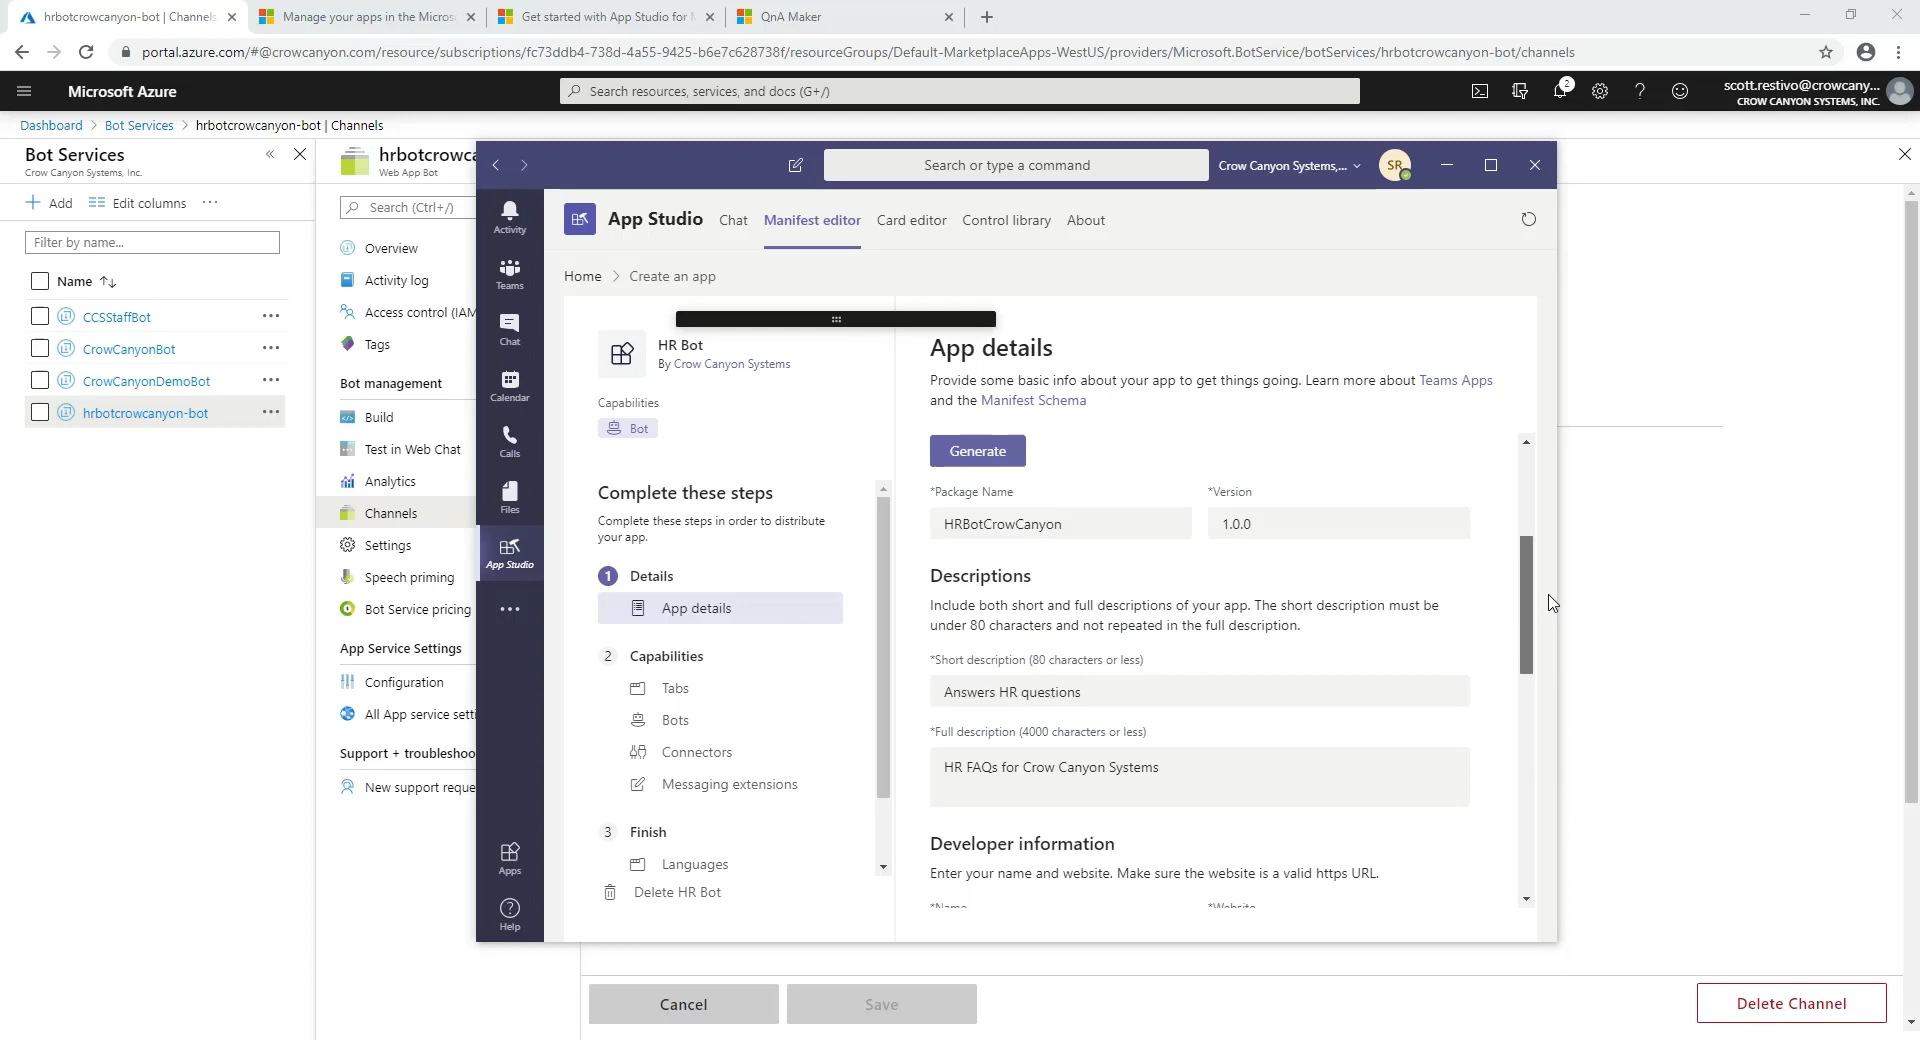 hrbotcrowcanyon-bot | Channels
Manage your apps in the Micros
Get started with App Studio for M
QnA Maker
portal.azure.com/#@crowcanyon.com/resource/subscriptions/fc73ddb4-738d-4a55-9425-b6e7c628738f/resourceGroups/Default-MarketplaceApps-WestUS/providers/Microsoft.BotService/botServices/hrbotcrowcanyon-bot/channels
Microsoft Azure
Search resources, services, and docs (G+/)
2
scott.restivo@crowcany...
CROW CANYON SYSTEMS, INC.
Dashboard > Bot Services > hrbotcrowcanyon-bot | Channels
Bot Services
Crow Canyon Systems, Inc.
Add
Edit columns
Filter by name...
Name
CCSStaffBot
CrowCanyonBot
CrowCanyonDemoBot
hrbotcrowcanyon-bot
hrbotcrowca
Web App Bot
Search (Ctrl+/)
Overview
Activity log
Access control (IAM
Tags
Bot management
Build
Test in Web Chat
Analytics
Channels
Settings
Speech priming
Bot Service pricing
App Service Settings
Configuration
All App service setti
Support + troubleshoo
New support reque
Search or type a command
Crow Canyon Systems,...
SR
Activity
Teams
Chat
Calendar
Calls
Files
App Studio
Apps
Help
App Studio
Chat
Manifest editor
Card editor
Control library
About
Home > Create an app
HR Bot
By Crow Canyon Systems
Capabilities
Bot
Complete these steps
Complete these steps in order to distribute
your app.
1 Details
App details
2 Capabilities
Tabs
Bots
Connectors
Messaging extensions
3 Finish
Languages
Delete HR Bot
App details
Provide some basic info about your app to get things going. Learn more about Teams Apps
and the Manifest Schema
Generate
*Package Name
*Version
HRBotCrowCanyon
1.0.0
Descriptions
Include both short and full descriptions of your app. The short description must be
under 80 characters and not repeated in the full description.
*Short description (80 characters or less)
Answers HR questions
*Full description (4000 characters or less)
HR FAQs for Crow Canyon Systems
Developer information
Enter your name and website. Make sure the website is a valid https URL.
*Name
*Website
Cancel
Save
Delete Channel